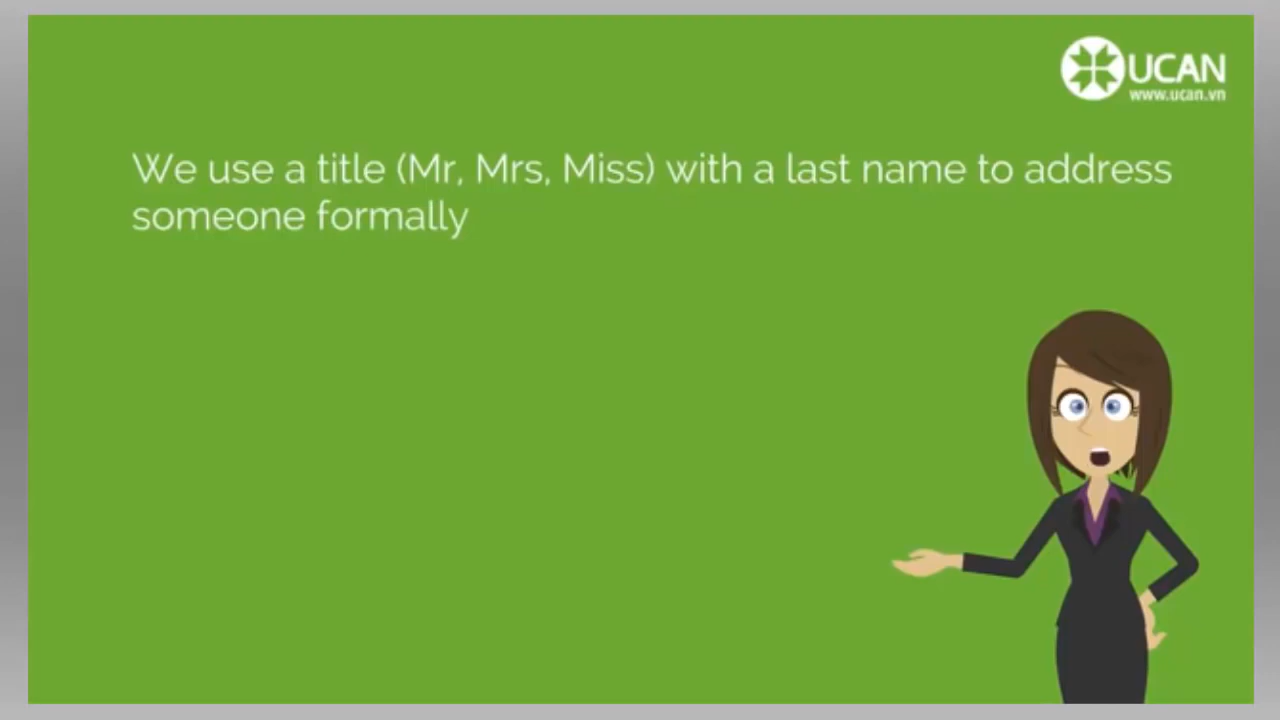 UCAN
www.ucan.vn
We use a title (Mr, Mrs, Miss) with a last name to address
someone formally